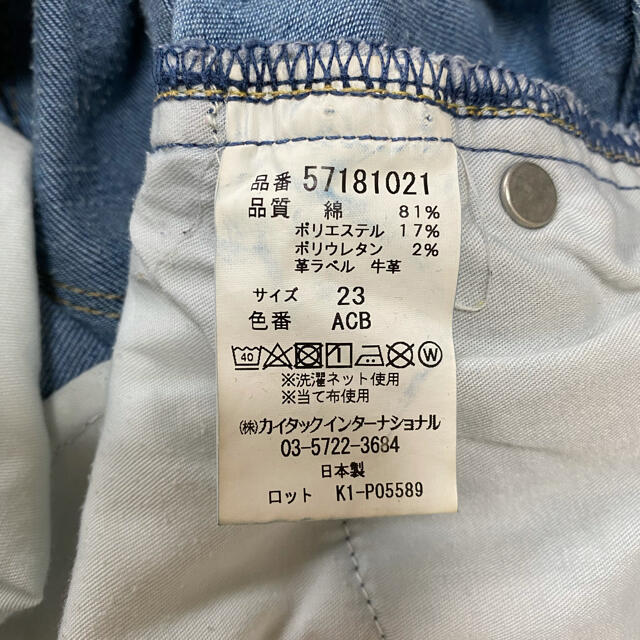 品番 57181021
品質 綿 81%
ポリエステル 17%
ポリウレタン 2%
革ラベル 牛革
サイズ 23
色番 ACB
40 W
※洗濯ネット使用
※当て布使用
㈱カイタックインターナショナル
03-5722-3684
日本製
ロット K1-P05589